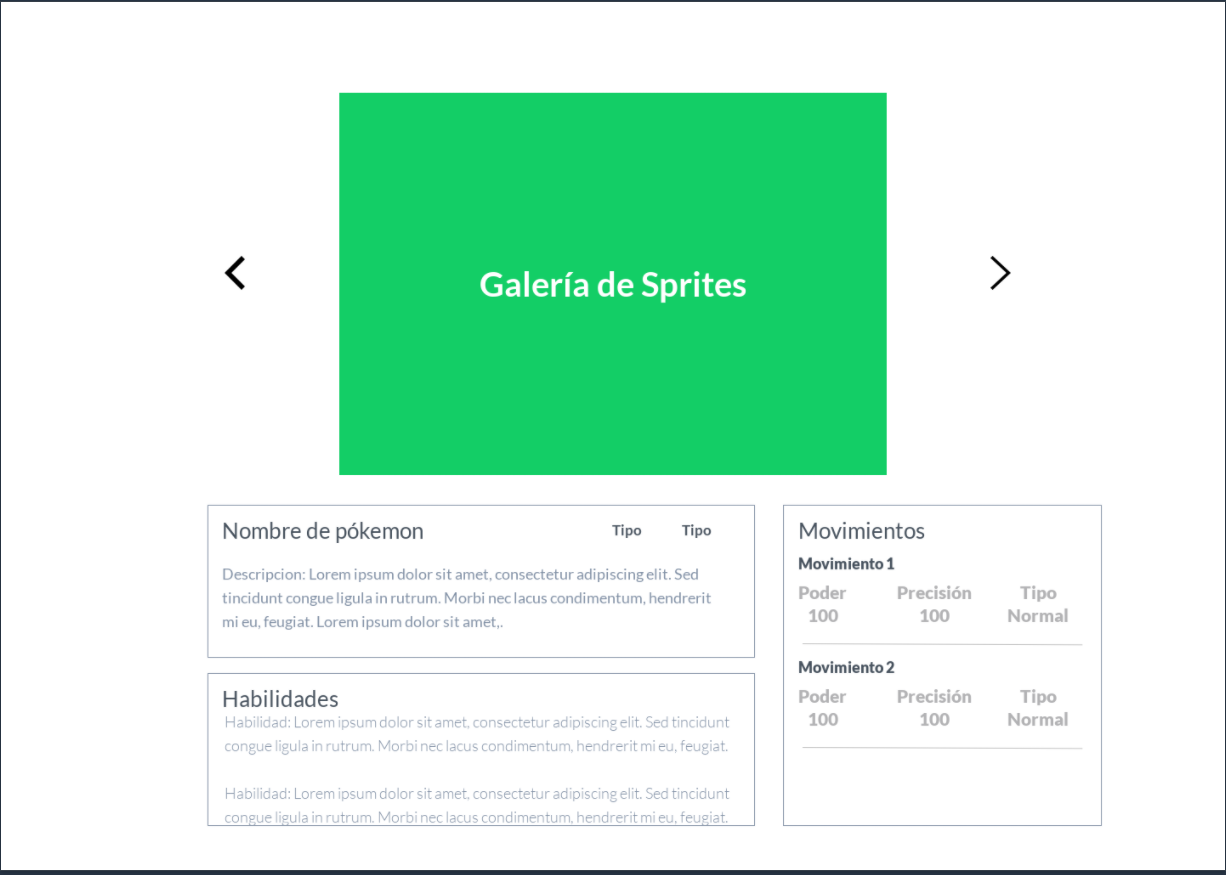 Galería de Sprites
Nombre de pókemon
Tipo
Tipo
Descripcion: Lorem ipsum dolor sit amet, consectetur adipiscing elit. Sed
tincidunt congue ligula in rutrum. Morbi nec lacus condimentum, hendrerit
mi eu, feugiat. Lorem ipsum dolor sit amet,.
Habilidades
Habilidad: Lorem ipsum dolor sit amet, consectetur adipiscing elit. Sed tincidunt
congue ligula in rutrum. Morbi nec lacus condimentum, hendrerit mi eu, feugiat.
Habilidad: Lorem ipsum dolor sit amet, consectetur adipiscing elit. Sed tincidunt
congue ligula in rutrum. Morbi nec lacus condimentum, hendrerit mi eu, feugiat.
Movimientos
Movimiento 1
Poder Precisión Tipo
100 100 Normal
Movimiento 2
Poder Precisión Tipo
100 100 Normal